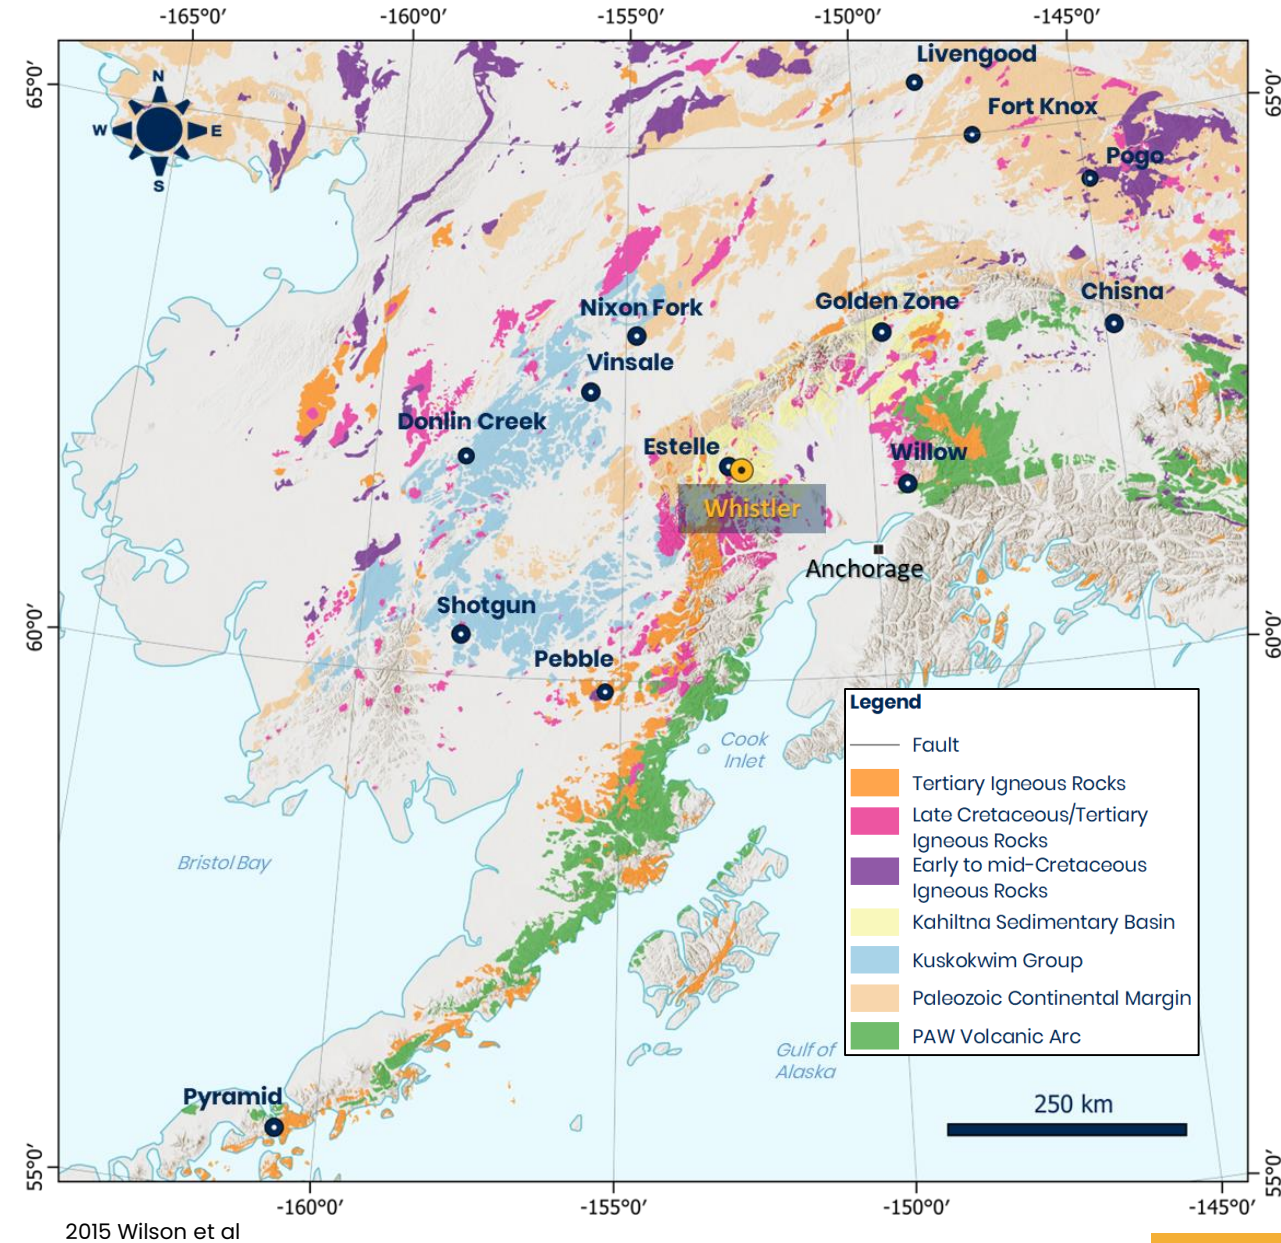 -165°0′ -160°0′ -155°0′ -150°0′ -145°0′
65°0′
65°0′
60°0′
60°0′
55°0′
55°0′
N
W E
S
Livengood
Fort Knox
Pogo
Chisna
Golden Zone
Nixon Fork
Vinsale
Donlin Creek
Estelle
Willow
Whistler
Anchorage
Shotgun
Pebble
Cook
Inlet
Bristol Bay
Gulf of
Alaska
Pyramid
Legend
Fault
Tertiary Igneous Rocks
Late Cretaceous/Tertiary
Igneous Rocks
Early to mid-Cretaceous
Igneous Rocks
Kahiltna Sedimentary Basin
Kuskokwim Group
Paleozoic Continental Margin
PAW Volcanic Arc
250 km
-160°0′ -155°0′ -150°0′ -145°0′
2015 Wilson et al